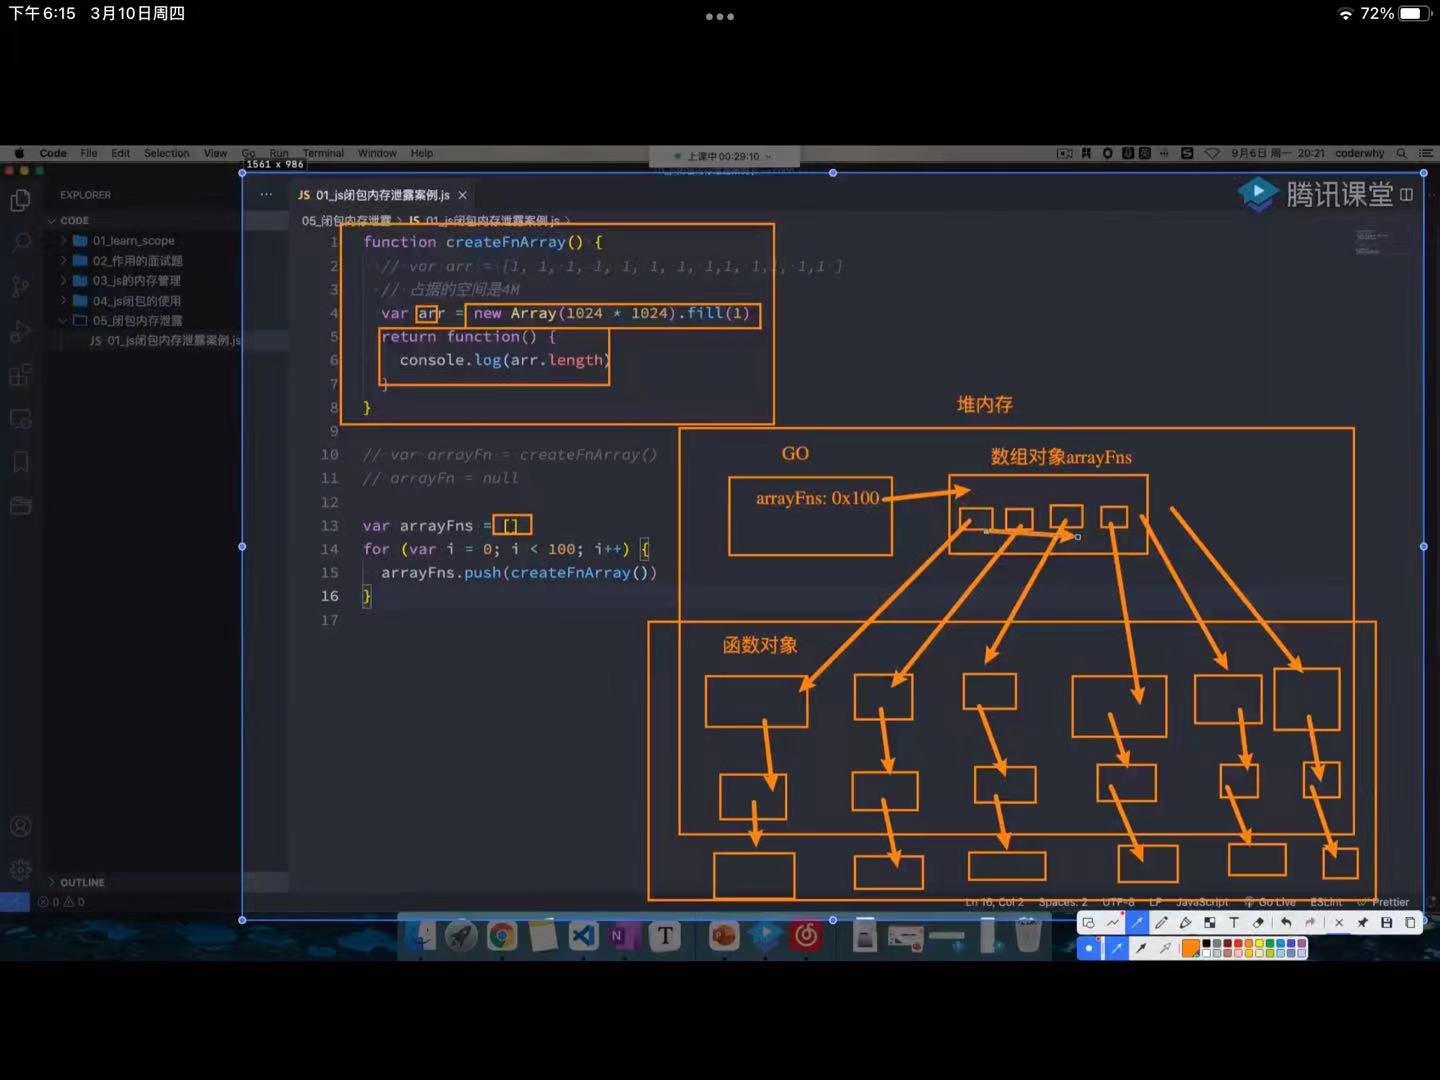 下午6:15 3月10日周四
72%
Code File Edit Selection View Go Run Terminal Window Help
上课中 00:29:10
9月6日 周一 20:21 coderwhy
1561 x 986
EXPLORER
CODE
01_learn_scope
02_作用的面试题
03_js的内存管理
04_js闭包的使用
05_闭包内存泄露
JS 01_js闭包内存泄露案例.js
OUTLINE
0 0
JS 01_js闭包内存泄露案例.js
腾讯课堂
05_闭包内存泄露 > JS 01_js闭包内存泄露案例.js >
1 function createFnArray() {
2 // var arr = [1, 1, 1, 1, 1, 1, 1, 1,1, 1,1, 1,1 ]
3 // 占据的空间是4M
4 var arr = new Array(1024 * 1024).fill(1)
5 return function() {
6 console.log(arr.length)
7 }
8 }
9
10 // var arrayFn = createFnArray()
11 // arrayFn = null
12
13 var arrayFns = []
14 for (var i = 0; i < 100; i++) {
15 arrayFns.push(createFnArray())
16 }
17
堆内存
GO
数组对象arrayFns
arrayFns: 0x100
函数对象
Ln 16, Col 2 Spaces: 2 UTF-8 LF JavaScript Go Live ESLint Prettier